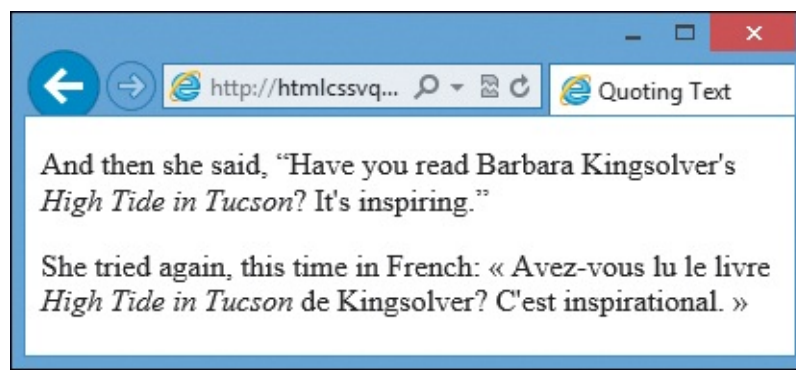 http://htmlcssvq...
Quoting Text
And then she said, “Have you read Barbara Kingsolver's
High Tide in Tucson? It's inspiring.”
She tried again, this time in French: « Avez-vous lu le livre
High Tide in Tucson de Kingsolver? C'est inspirational. »